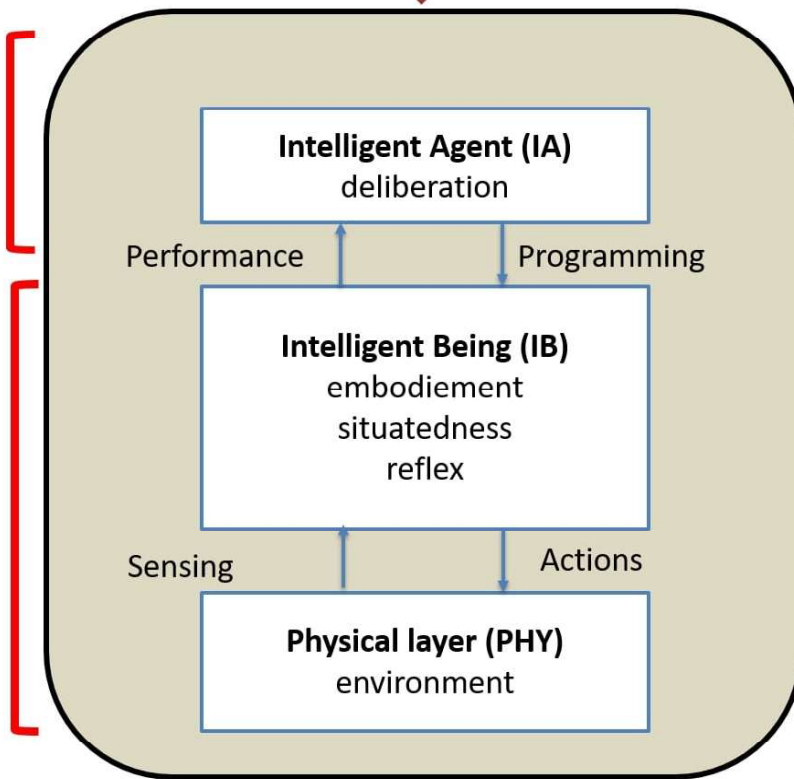 Intelligent Agent (IA)
deliberation
Performance
Programming
Intelligent Being (IB)
embodiement
situatedness
reflex
Sensing
Actions
Physical layer (PHY)
environment